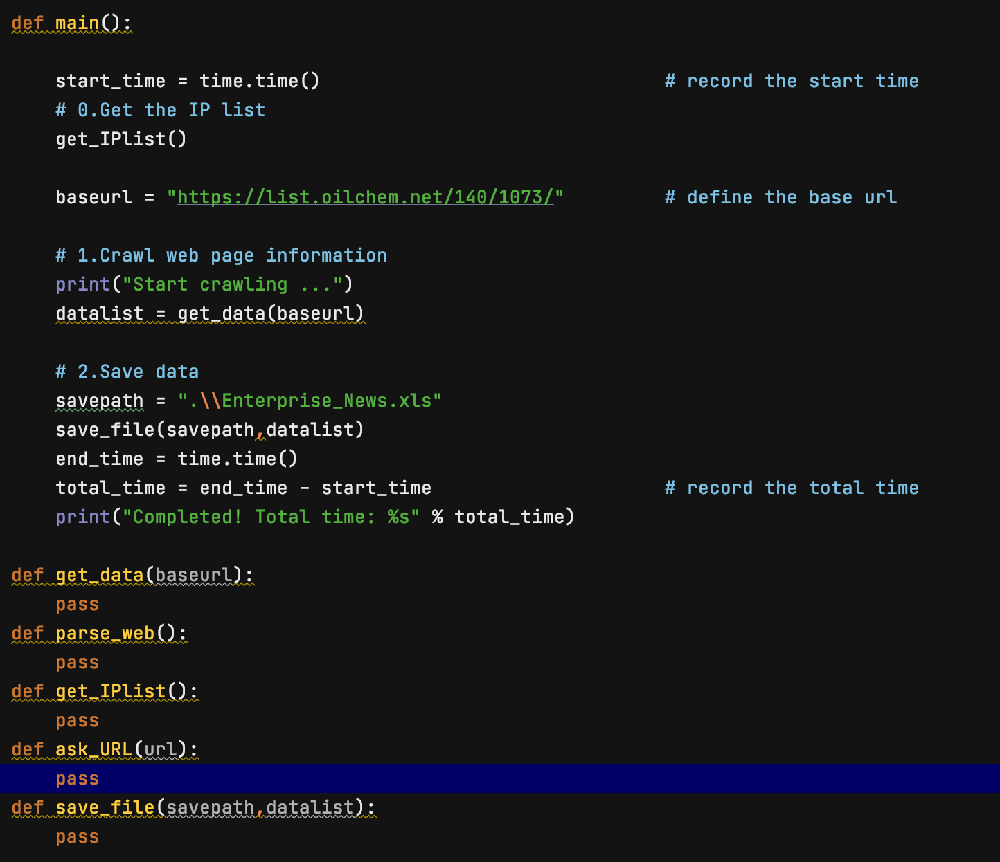 def main():
start_time = time.time() # record the start time
# 0.Get the IP list
get_IPlist()
baseurl = "https://list.oilchem.net/140/1073/" # define the base url
# 1.Crawl web page information
print("Start crawling ...")
datalist = get_data(baseurl)
# 2.Save data
savepath = ".\\Enterprise_News.xls"
save_file(savepath,datalist)
end_time = time.time()
total_time = end_time - start_time # record the total time
print("Completed! Total time: %s" % total_time)
def get_data(baseurl):
pass
def parse_web():
pass
def get_IPlist():
pass
def ask_URL(url):
pass
def save_file(savepath,datalist):
pass